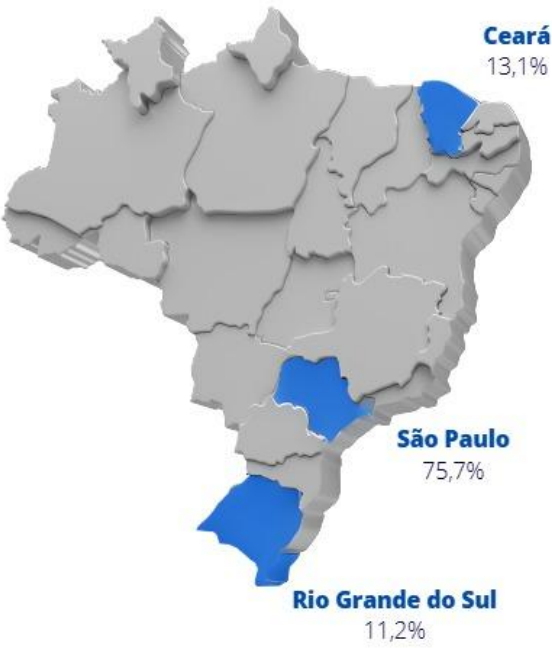 Ceará
13,1%
São Paulo
75,7%
Rio Grande do Sul
11,2%